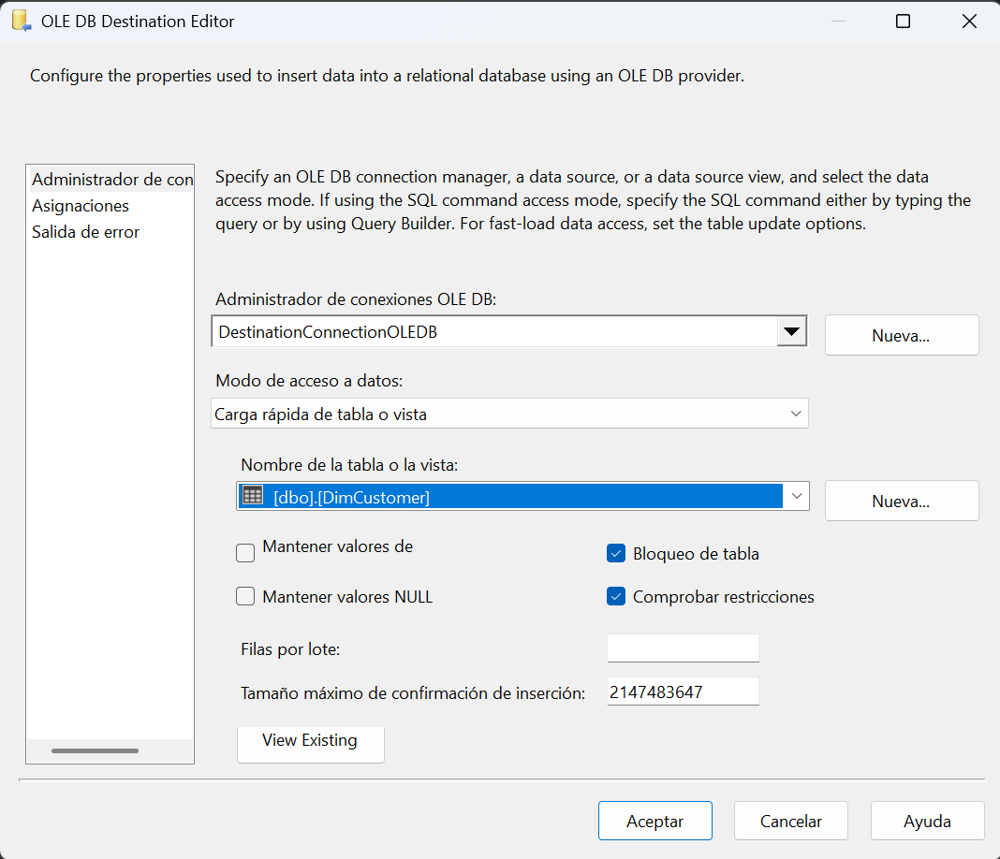 OLE DB Destination Editor
Configure the properties used to insert data into a relational database using an OLE DB provider.
Administrador de con
Asignaciones
Salida de error
Specify an OLE DB connection manager, a data source, or a data source view, and select the data
access mode. If using the SQL command access mode, specify the SQL command either by typing the
query or by using Query Builder. For fast-load data access, set the table update options.
Administrador de conexiones OLE DB:
DestinationConnectionOLEDB
Nueva...
Modo de acceso a datos:
Carga rápida de tabla o vista
Nombre de la tabla o la vista:
[dbo].[DimCustomer]
Nueva...
Mantener valores de
Bloqueo de tabla
Mantener valores NULL
Comprobar restricciones
Filas por lote:
Tamaño máximo de confirmación de inserción:
2147483647
View Existing
Aceptar
Cancelar
Ayuda